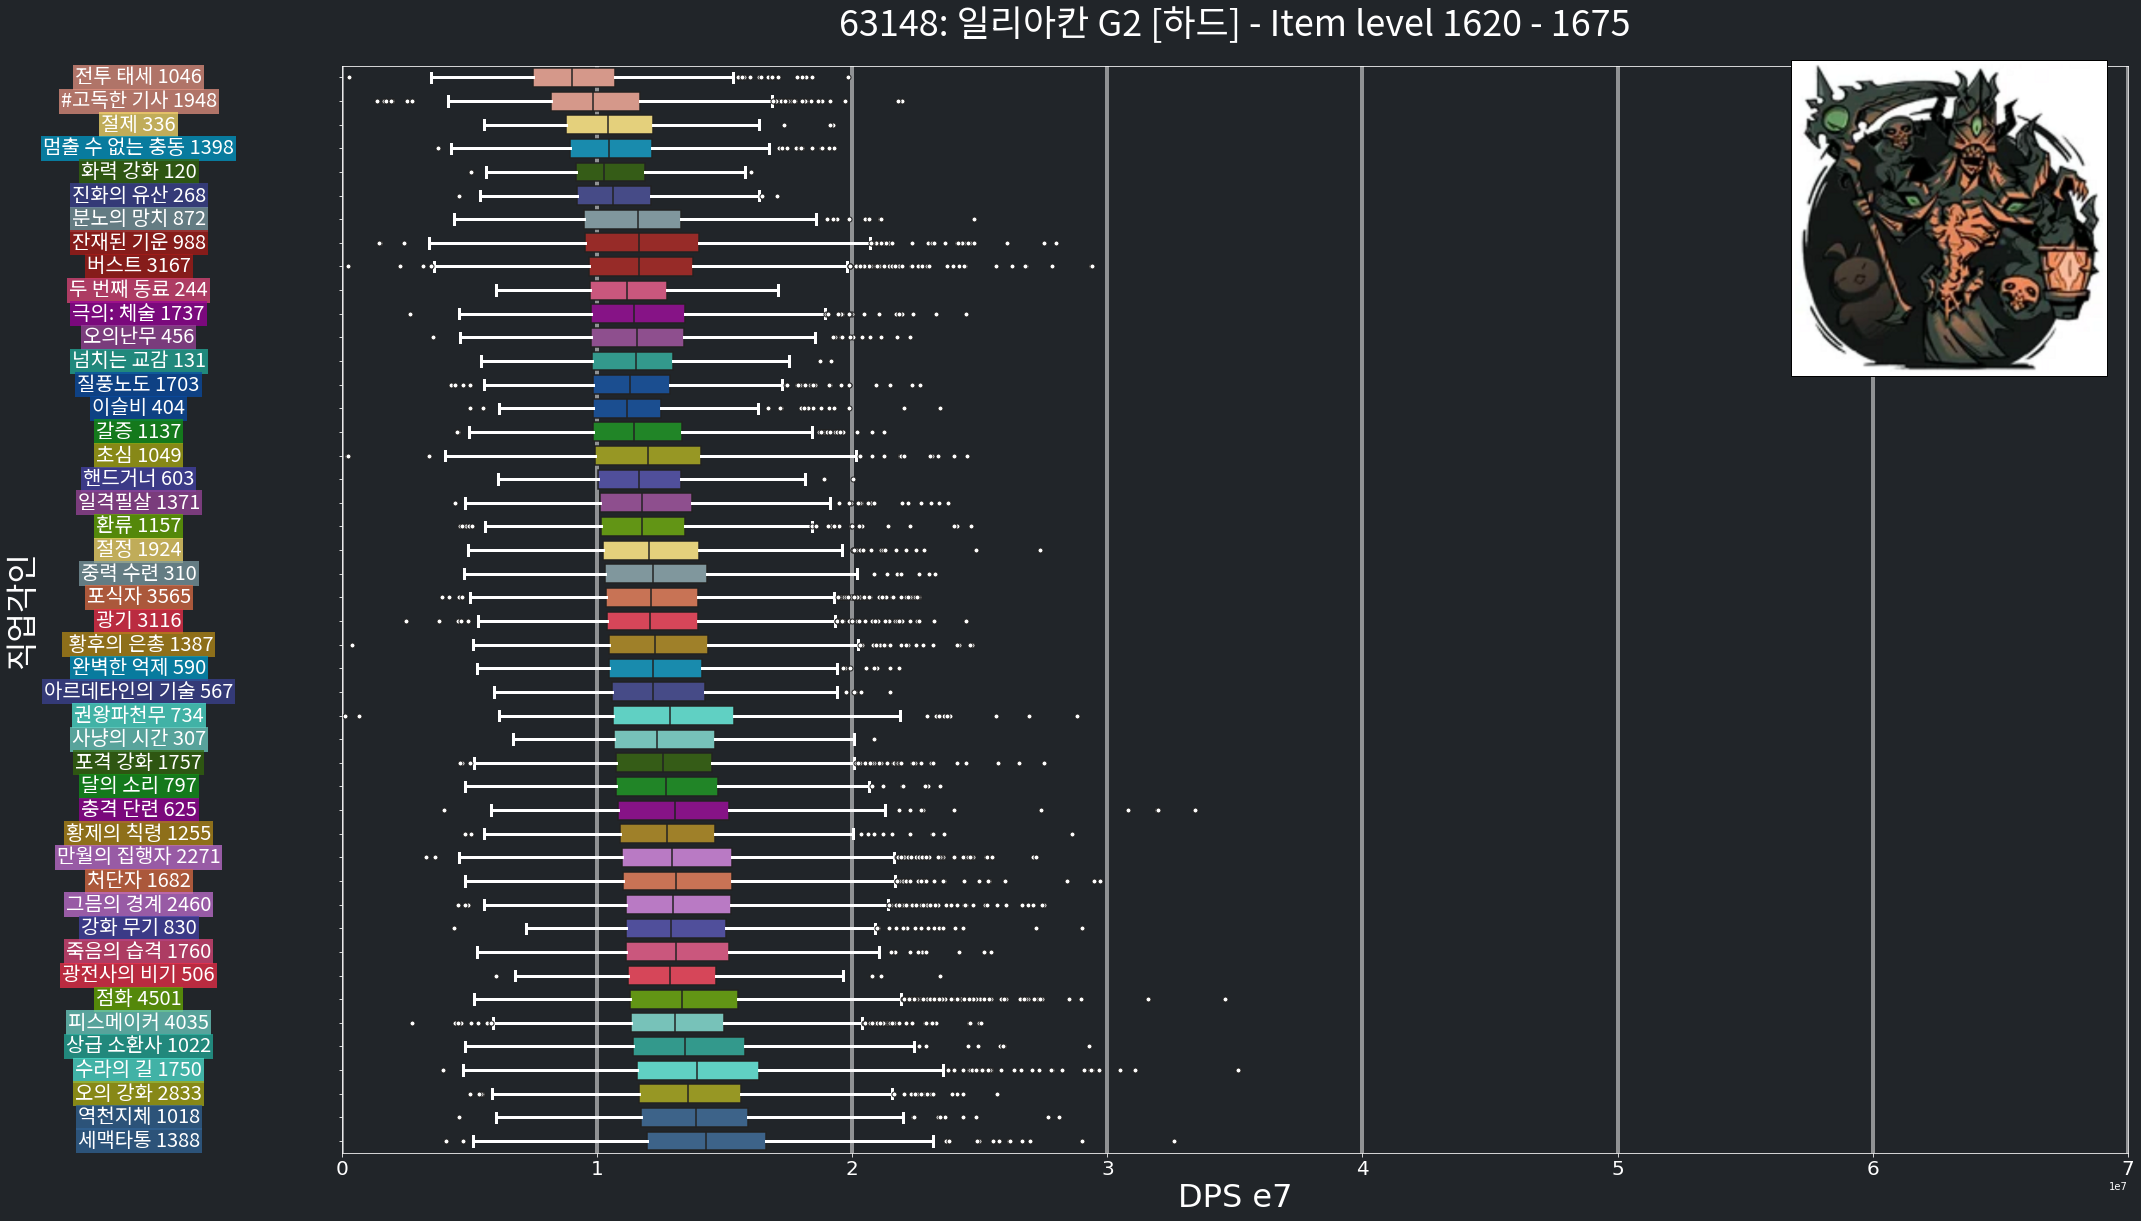 63148: 일리아칸 G2 [하드] - Item level 1620 - 1675
직업각인
전투 태세 1046
#고독한 기사 1948
절제 336
멈출 수 없는 충동 1398
화력 강화 120
진화의 유산 268
분노의 망치 872
잔재된 기운 988
버스트 3167
두 번째 동료 244
극의: 체술 1737
오의난무 456
넘치는 교감 131
질풍노도 1703
이슬비 404
갈증 1137
초심 1049
핸드거너 603
일격필살 1371
환류 1157
절정 1924
중력 수련 310
포식자 3565
광기 3116
황후의 은총 1387
완벽한 억제 590
아르데타인의 기술 567
권왕파천무 734
사냥의 시간 307
포격 강화 1757
달의 소리 797
충격 단련 625
황제의 칙령 1255
만월의 집행자 2271
처단자 1682
그믐의 경계 2460
강화 무기 830
죽음의 습격 1760
광전사의 비기 506
점화 4501
피스메이커 4035
상급 소환사 1022
수라의 길 1750
오의 강화 2833
역천지체 1018
세맥타통 1388
0 1 2 3 4 5 6 7
1e7
DPS e7